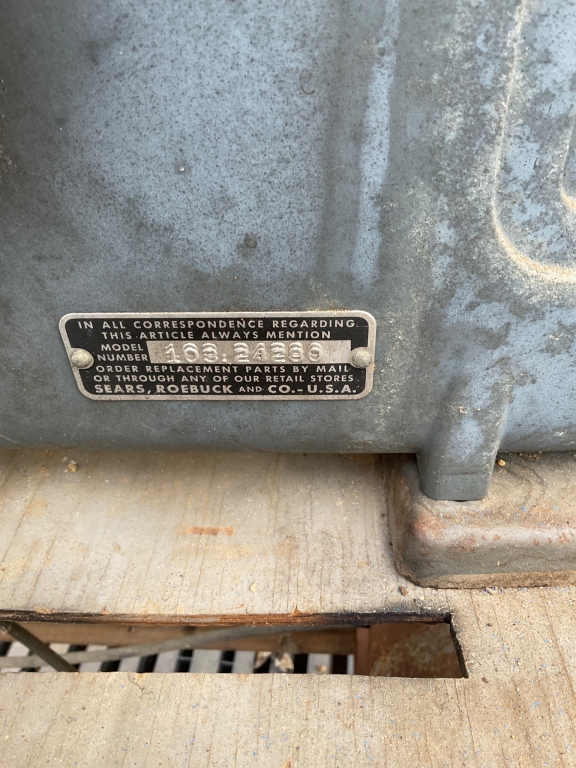 IN ALL CORRESPONDENCE REGARDING
THIS ARTICLE ALWAYS MENTION
MODEL
NUMBER 103.24280
ORDER REPLACEMENT PARTS BY MAIL
OR THROUGH ANY OF OUR RETAIL STORES
SEARS, ROEBUCK AND CO.-U.S.A.